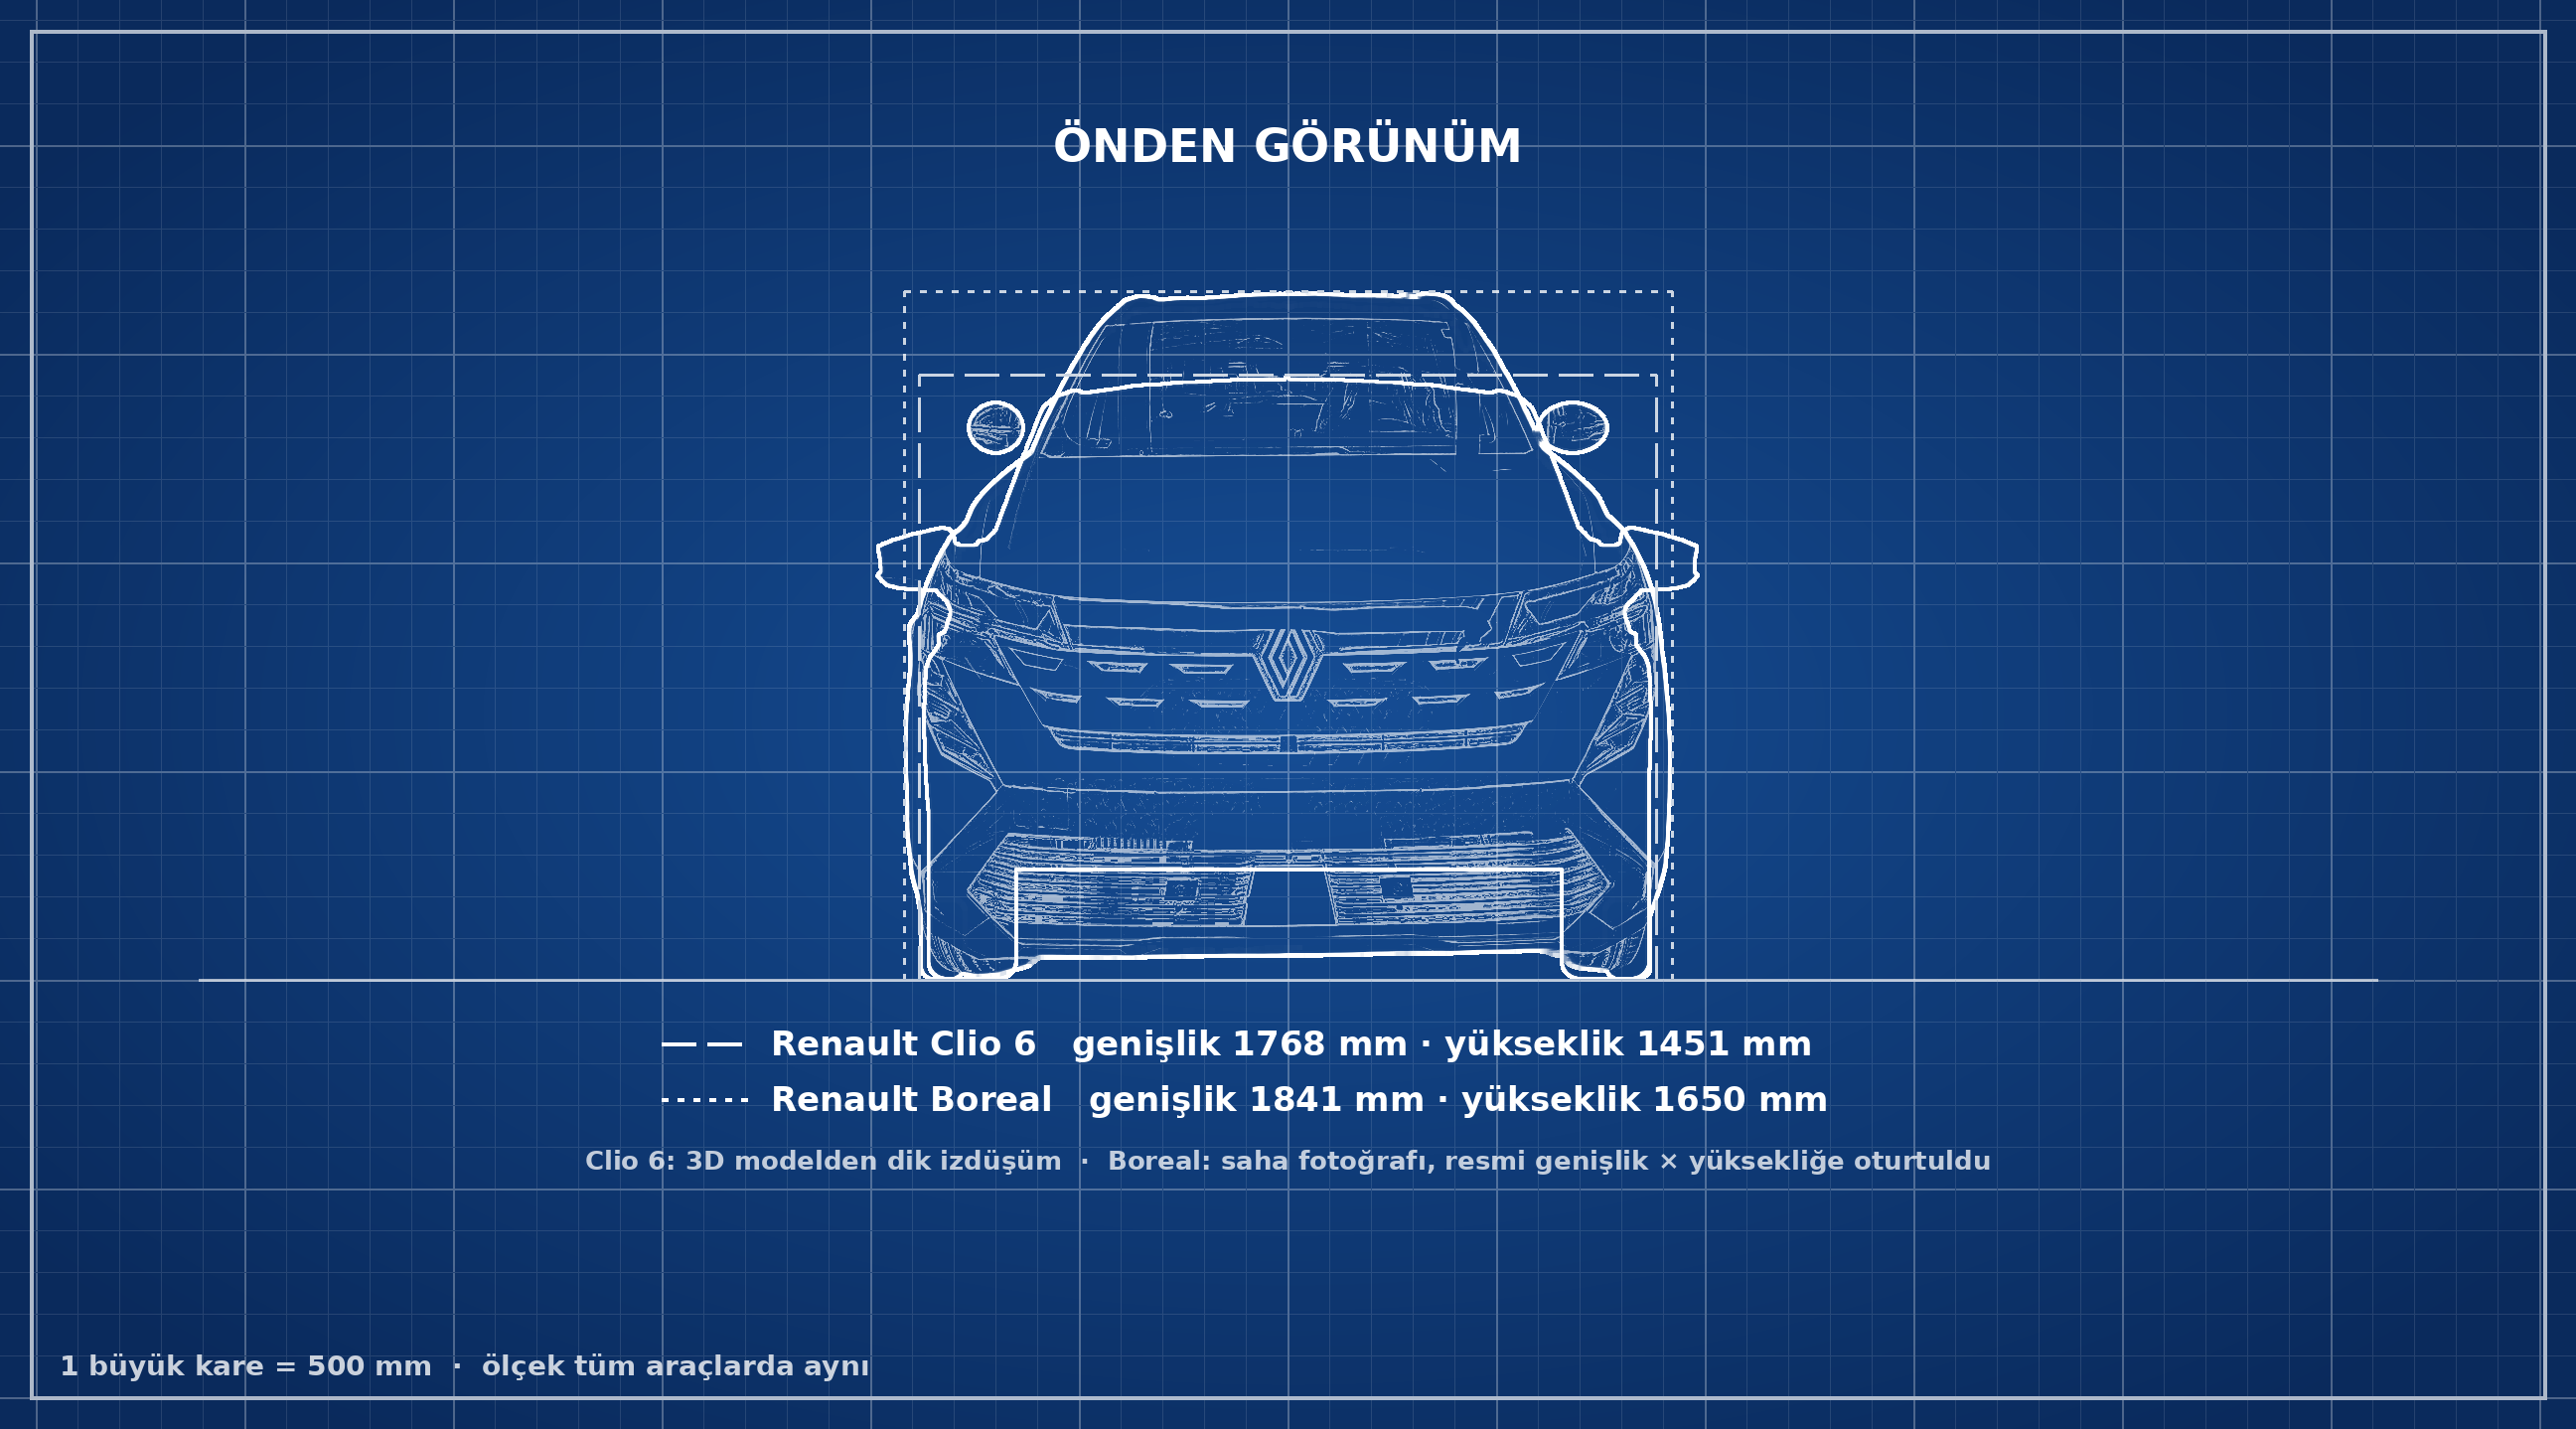 ÖNDEN GÖRÜNÜM
Renault Clio 6 genişlik 1768 mm · yükseklik 1451 mm
Renault Boreal genişlik 1841 mm · yükseklik 1650 mm
Clio 6: 3D modelden dik izdüşüm · Boreal: saha fotoğrafı, resmi genişlik × yüksekliğe oturtuldu
1 büyük kare = 500 mm · ölçek tüm araçlarda aynı